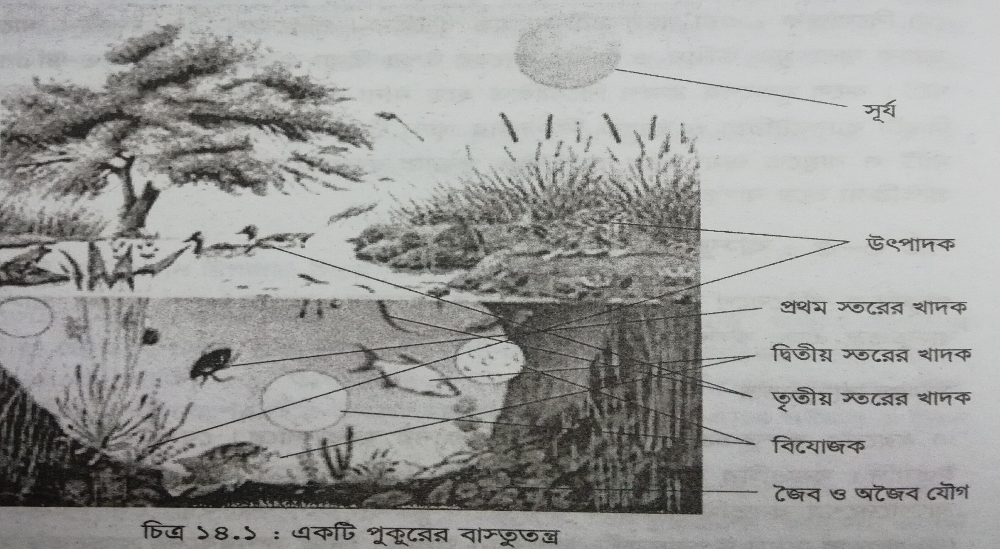 সূর্য
উৎপাদক
প্রথম স্তরের খাদক
দ্বিতীয় স্তরের খাদক
তৃতীয় স্তরের খাদক
বিযোজক
জৈব ও অজৈব যৌগ
চিত্র ১৪.১ : একটি পুকুরের বাস্তুতন্ত্র